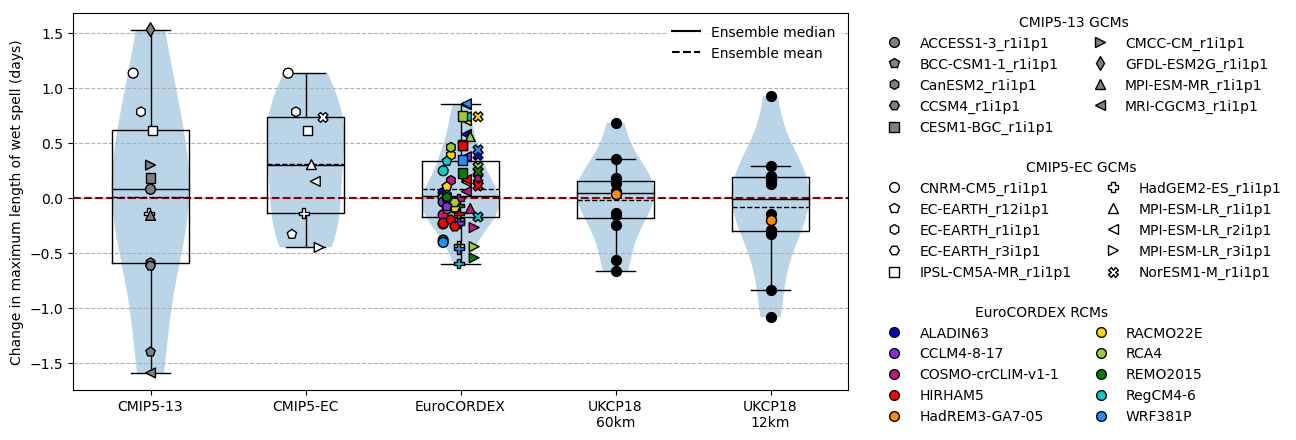 Change in maximum length of wet spell (days)
1.5
1.0
0.5
0.0
−0.5
−1.0
−1.5
Ensemble median
Ensemble mean
CMIP5-13
CMIP5-EC
EuroCORDEX
UKCP18
60km
UKCP18
12km
CMIP5-13 GCMs
ACCESS1-3_r1i1p1
CMCC-CM_r1i1p1
BCC-CSM1-1_r1i1p1
GFDL-ESM2G_r1i1p1
CanESM2_r1i1p1
MPI-ESM-MR_r1i1p1
CCSM4_r1i1p1
MRI-CGCM3_r1i1p1
CESM1-BGC_r1i1p1
CMIP5-EC GCMs
CNRM-CM5_r1i1p1
HadGEM2-ES_r1i1p1
EC-EARTH_r12i1p1
MPI-ESM-LR_r1i1p1
EC-EARTH_r1i1p1
MPI-ESM-LR_r2i1p1
EC-EARTH_r3i1p1
MPI-ESM-LR_r3i1p1
IPSL-CM5A-MR_r1i1p1
NorESM1-M_r1i1p1
EuroCORDEX RCMs
ALADIN63
RACMO22E
CCLM4-8-17
RCA4
COSMO-crCLIM-v1-1
REMO2015
HIRHAM5
RegCM4-6
HadREM3-GA7-05
WRF381P